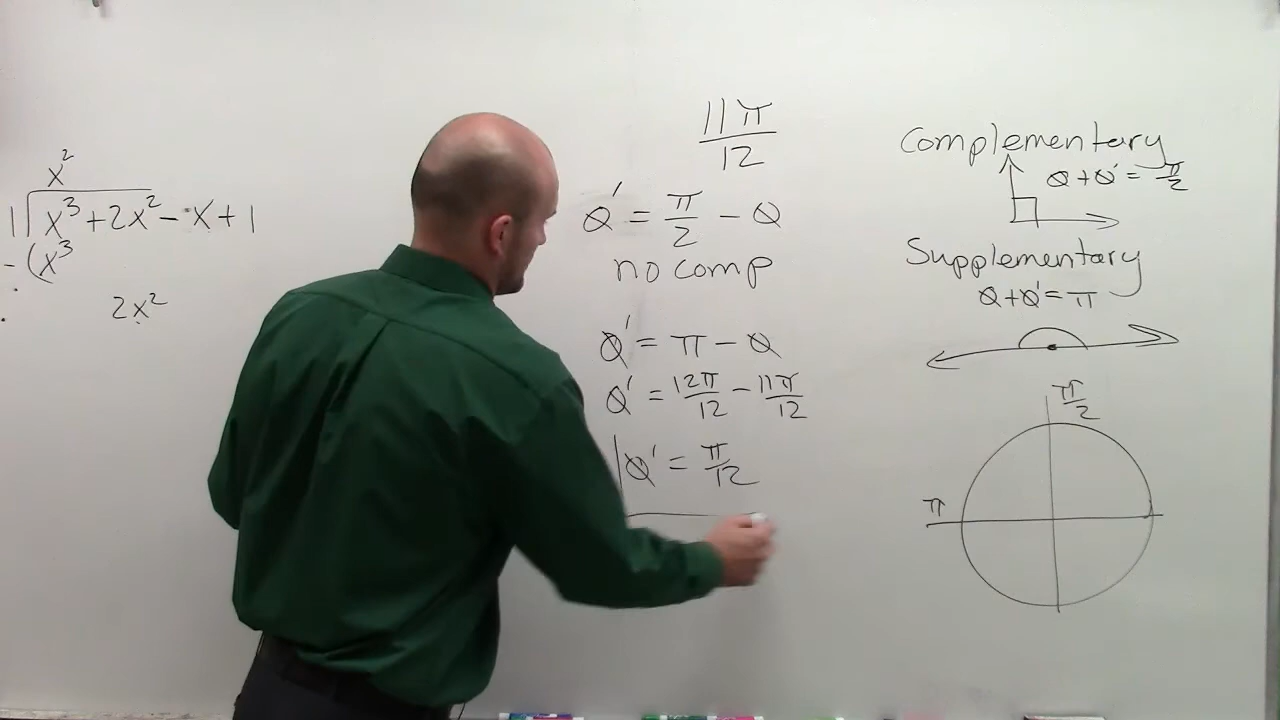 x²
1 x³ + 2x² - x + 1
- (x³
2x²
11π/12
θ' = π/2 - θ
no comp
θ' = π - θ
θ' = 12π/12 - 11π/12
θ' = π/12
Complementary
θ + θ' = π/2
Supplementary
θ + θ' = π
π/2
π